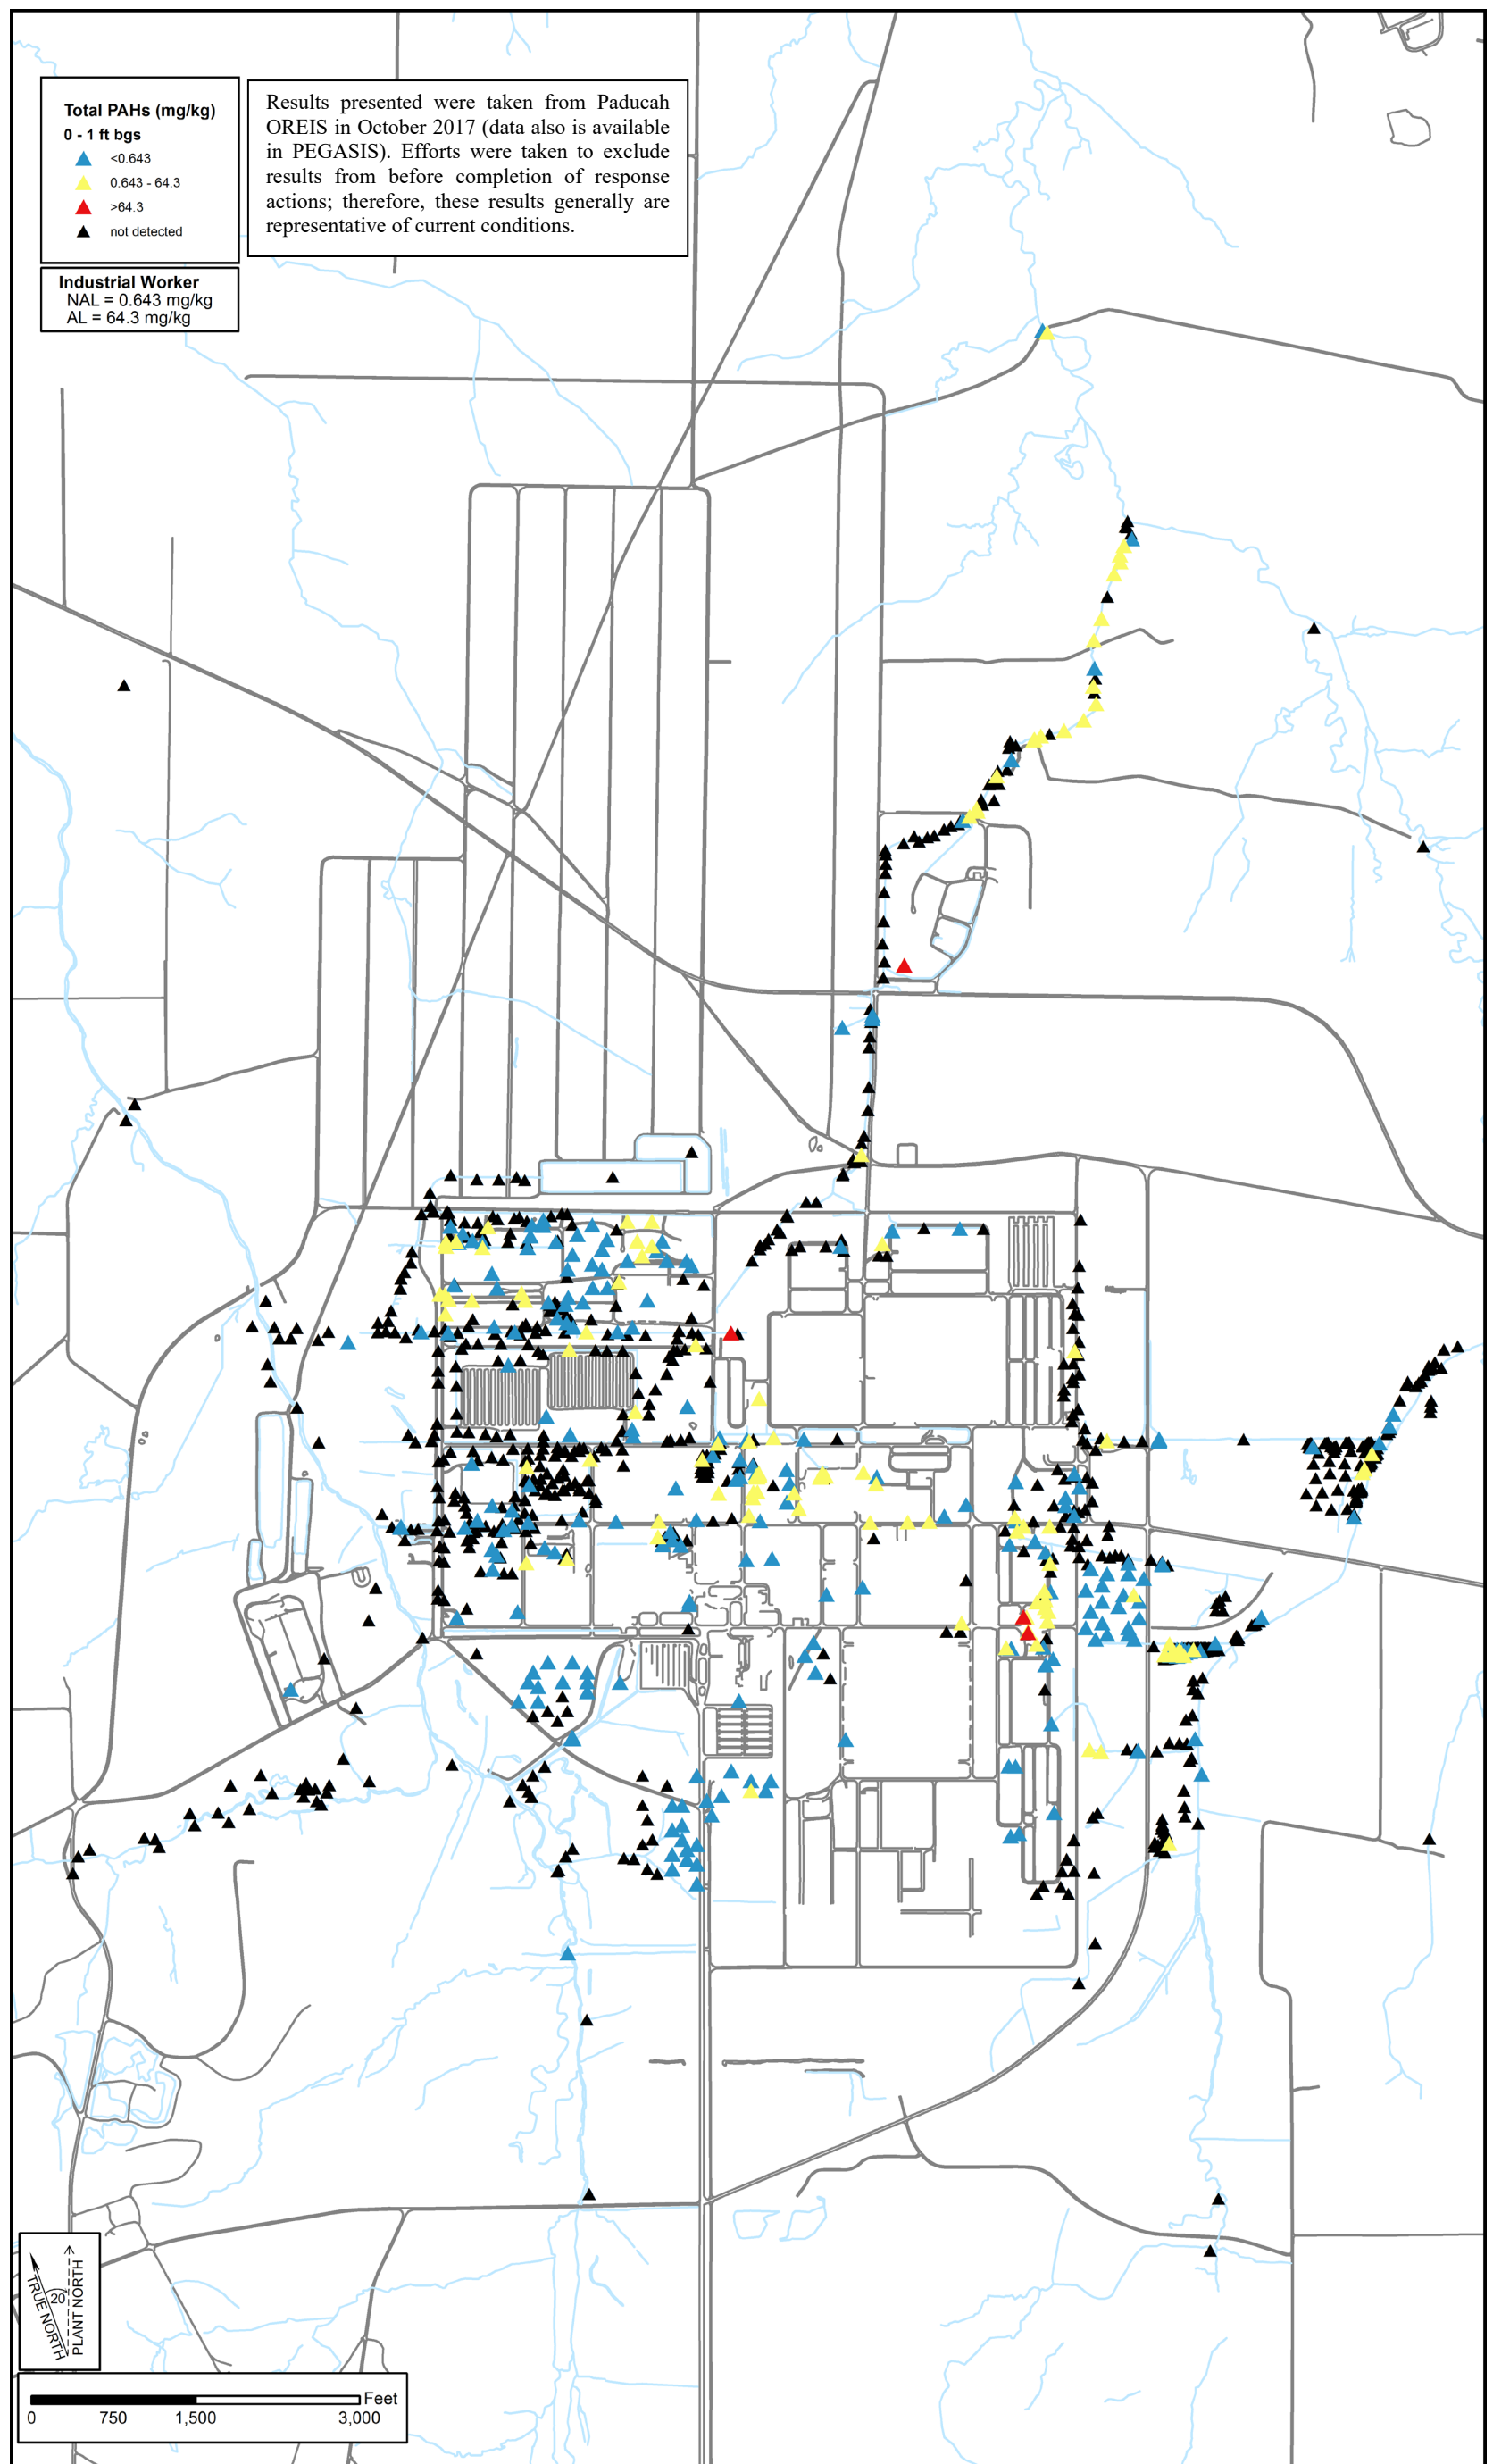 Total PAHs (mg/kg)
0 - 1 ft bgs
<0.643
0.643 - 64.3
>64.3
not detected
Industrial Worker
NAL = 0.643 mg/kg
AL = 64.3 mg/kg
Results presented were taken from Paducah
OREIS in October 2017 (data also is available
in PEGASIS). Efforts were taken to exclude
results from before completion of response
actions; therefore, these results generally are
representative of current conditions.
TRUE NORTH
20°
PLANT NORTH
Feet
0 750 1,500 3,000